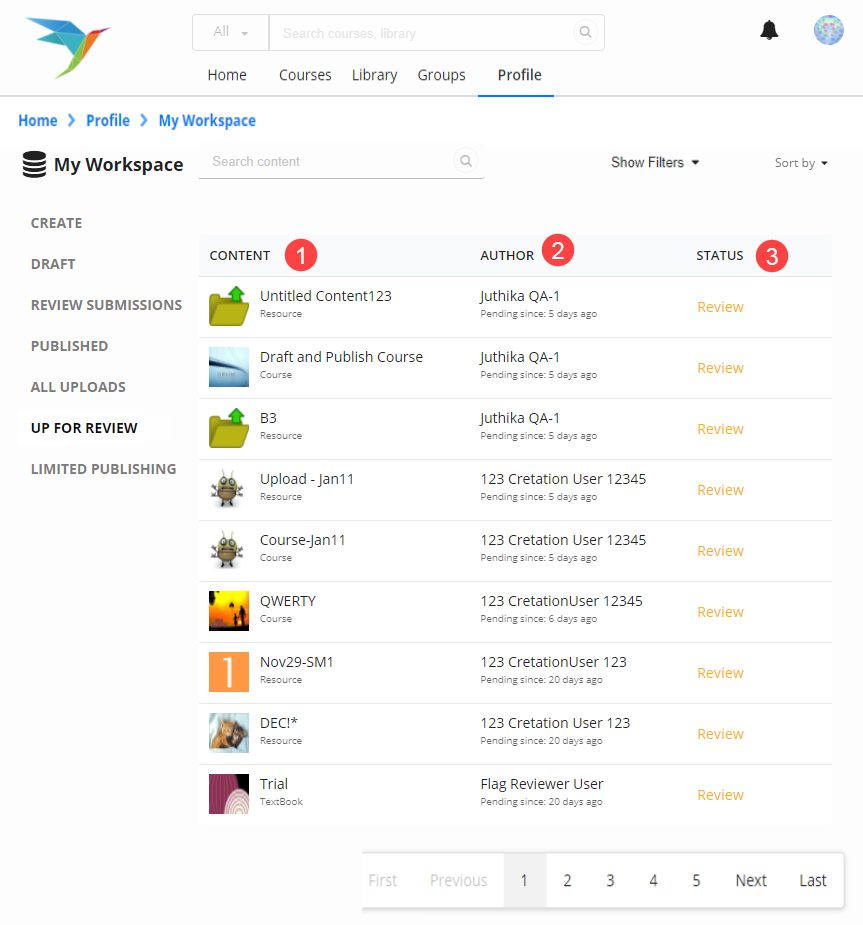 All
Search courses, library
Home Courses Library Groups Profile
Home > Profile > My Workspace
My Workspace
Search content
Show Filters
Sort by
CREATE
DRAFT
REVIEW SUBMISSIONS
PUBLISHED
ALL UPLOADS
UP FOR REVIEW
LIMITED PUBLISHING
CONTENT 1 AUTHOR 2 STATUS 3
Untitled Content123 Juthika QA-1 Review
Resource Pending since: 5 days ago
Draft and Publish Course Juthika QA-1 Review
Course Pending since: 5 days ago
B3 Juthika QA-1 Review
Resource Pending since: 5 days ago
Upload - Jan11 123 Cretation User 12345 Review
Resource Pending since: 5 days ago
Course-Jan11 123 Cretation User 12345 Review
Course Pending since: 5 days ago
QWERTY 123 CretationUser 12345 Review
Course Pending since: 6 days ago
1 Nov29-SM1 123 CretationUser 123 Review
Resource Pending since: 20 days ago
DEC!* 123 Cretation User 123 Review
Resource Pending since: 20 days ago
Trial Flag Reviewer User Review
TextBook Pending since: 20 days ago
First Previous 1 2 3 4 5 Next Last